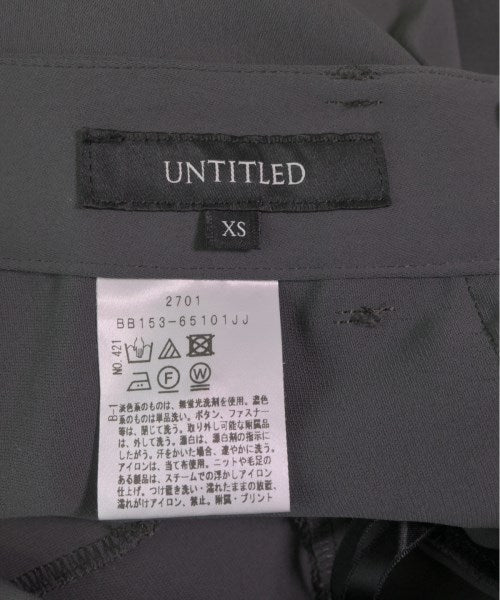 UNTITLED
XS
2701
BB153-65101JJ
NO.421
F W
B-1
淡色系のものは、無蛍光洗剤を使用。濃色
系のものは単品洗い。ボタン、ファスナー
等は、閉じて洗う。取り外し可能な附属品
は、外して洗う。漂白は、漂白剤の指示に
したがう。汗をかいた場合、速やかに洗う。
アイロンは、当て布使用。ニットや毛足の
ある製品は、スチームでの浮かしアイロン
仕上げ。つけ置き洗い・濡れたままの放置、
濡れがけアイロン、禁止。附属・プリント